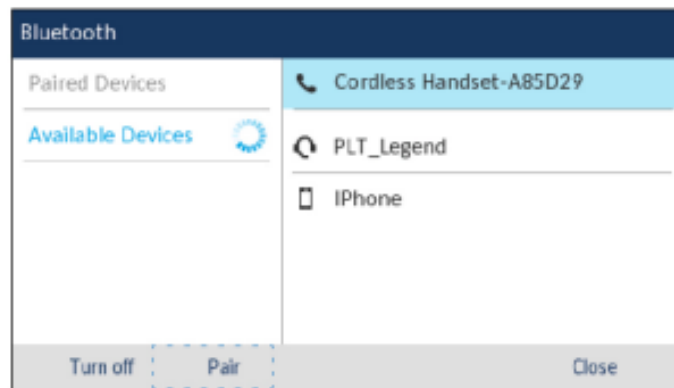 Bluetooth
Paired Devices
Available Devices
Cordless Handset-A85D29
PLT_Legend
IPhone
Turn off Pair Close